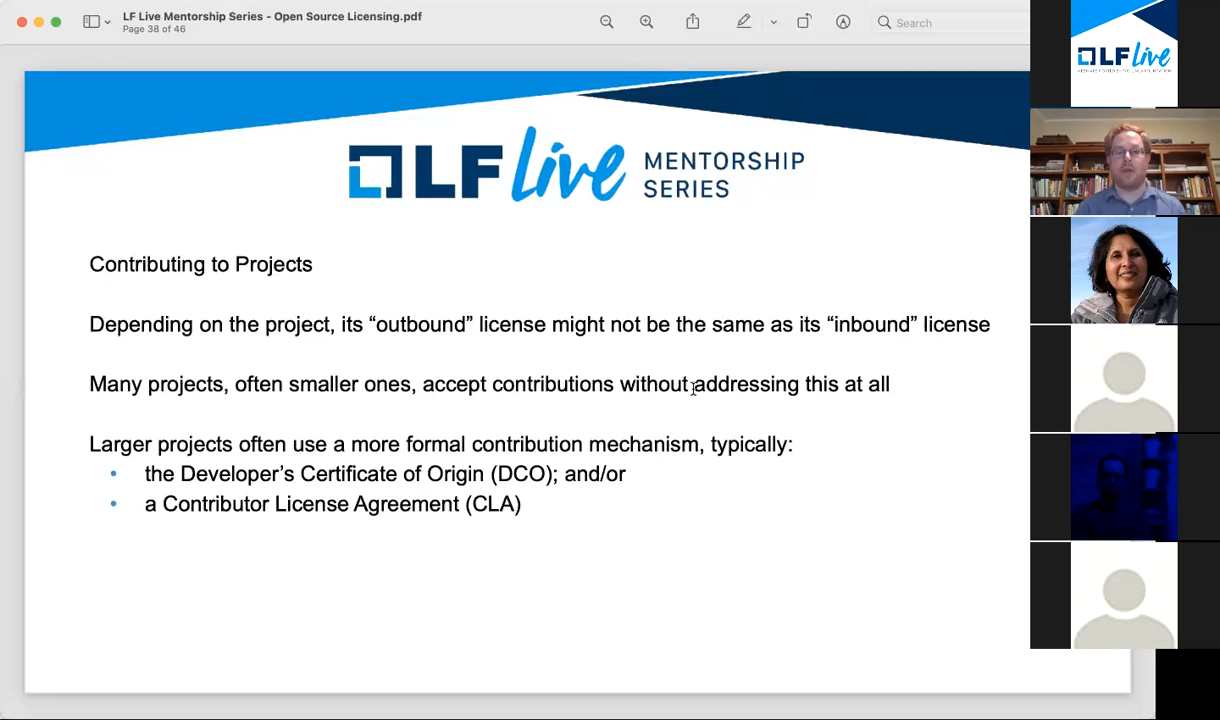 LF Live Mentorship Series - Open Source Licensing.pdf
Page 38 of 46
Search
LF Live
LF Live MENTORSHIP
SERIES
Contributing to Projects
Depending on the project, its “outbound” license might not be the same as its “inbound” license
Many projects, often smaller ones, accept contributions without addressing this at all
Larger projects often use a more formal contribution mechanism, typically:
• the Developer’s Certificate of Origin (DCO); and/or
• a Contributor License Agreement (CLA)